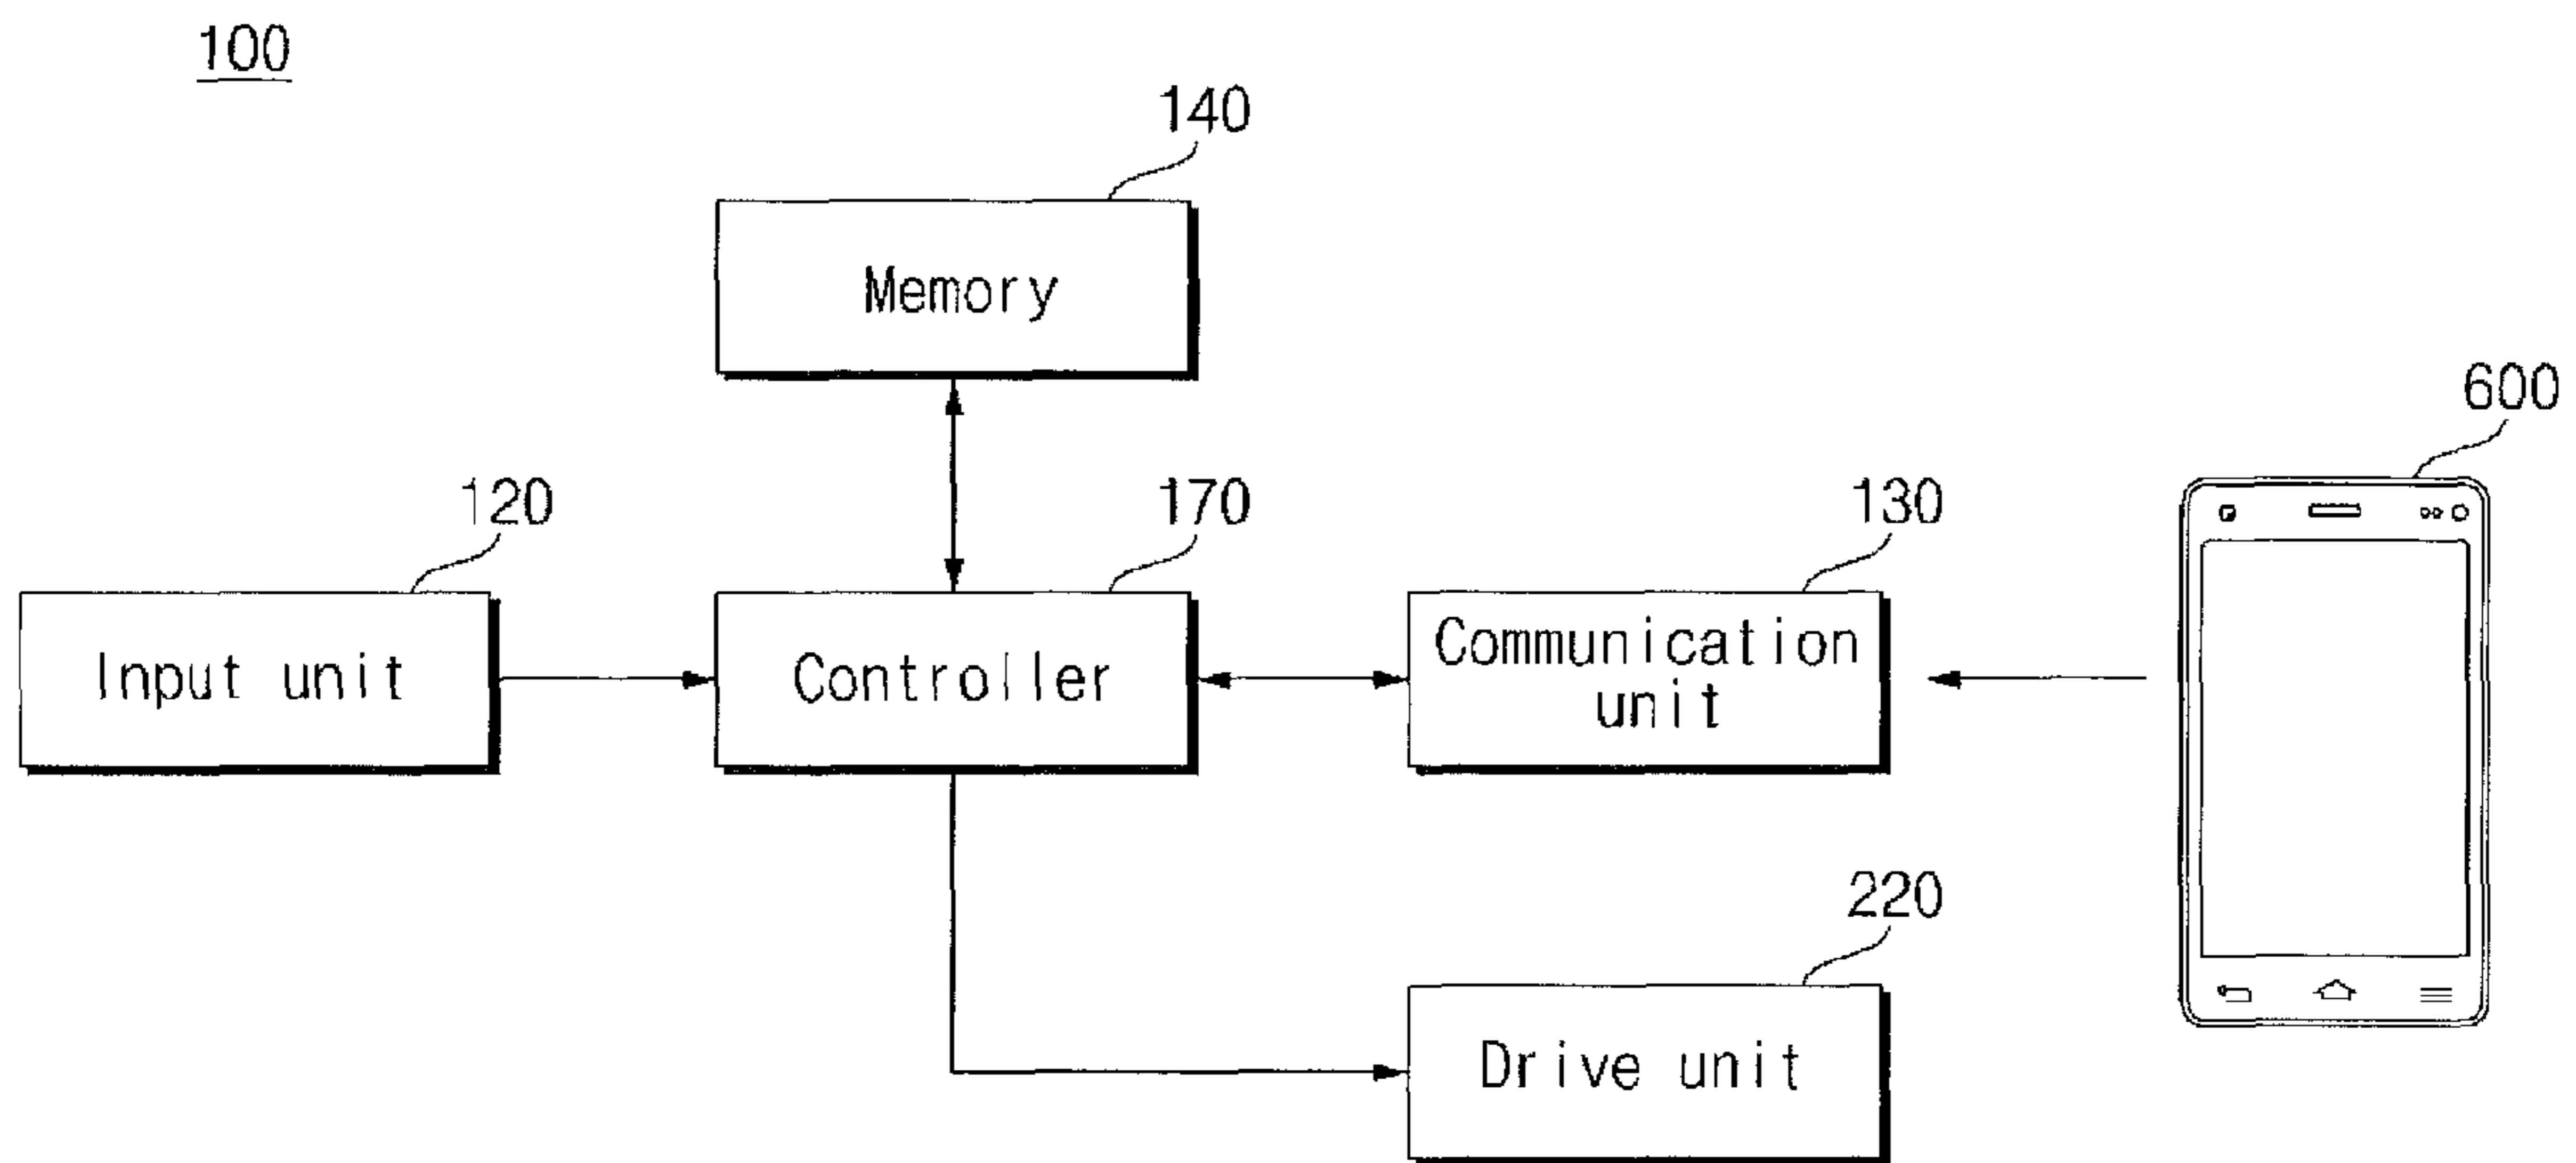 100
140
Memory
600
120
170
130
Input unit
Controller
Communication
unit
220
Drive unit